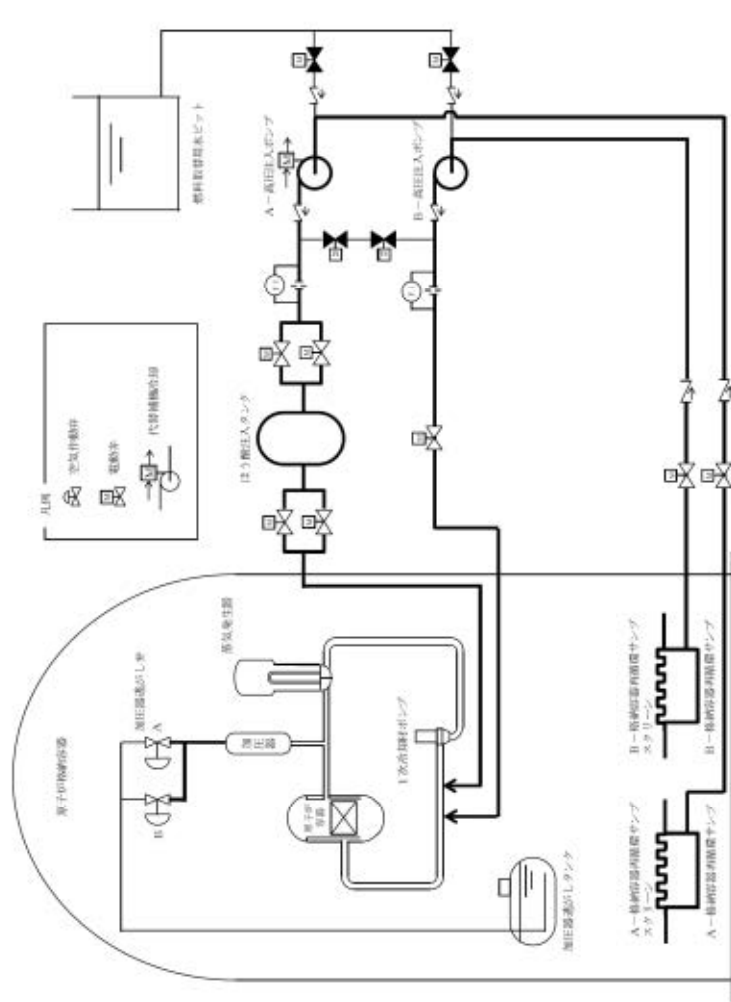 燃料取替用水ピット
A－高圧注入ポンプ
B－高圧注入ポンプ
M
M
M
凡例
空気作動弁
M
電動弁
M
代替補機冷却
ほう酸注入タンク
M
M
M
M
M
M
M
原子炉格納容器
加圧器逃がし弁
A
B
蒸気発生器
加圧器
原子炉
容器
1次冷却材ポンプ
加圧器逃がしタンク
B－格納容器再循環サンプ
スクリーン
B－格納容器再循環サンプ
A－格納容器再循環サンプ
スクリーン
A－格納容器再循環サンプ